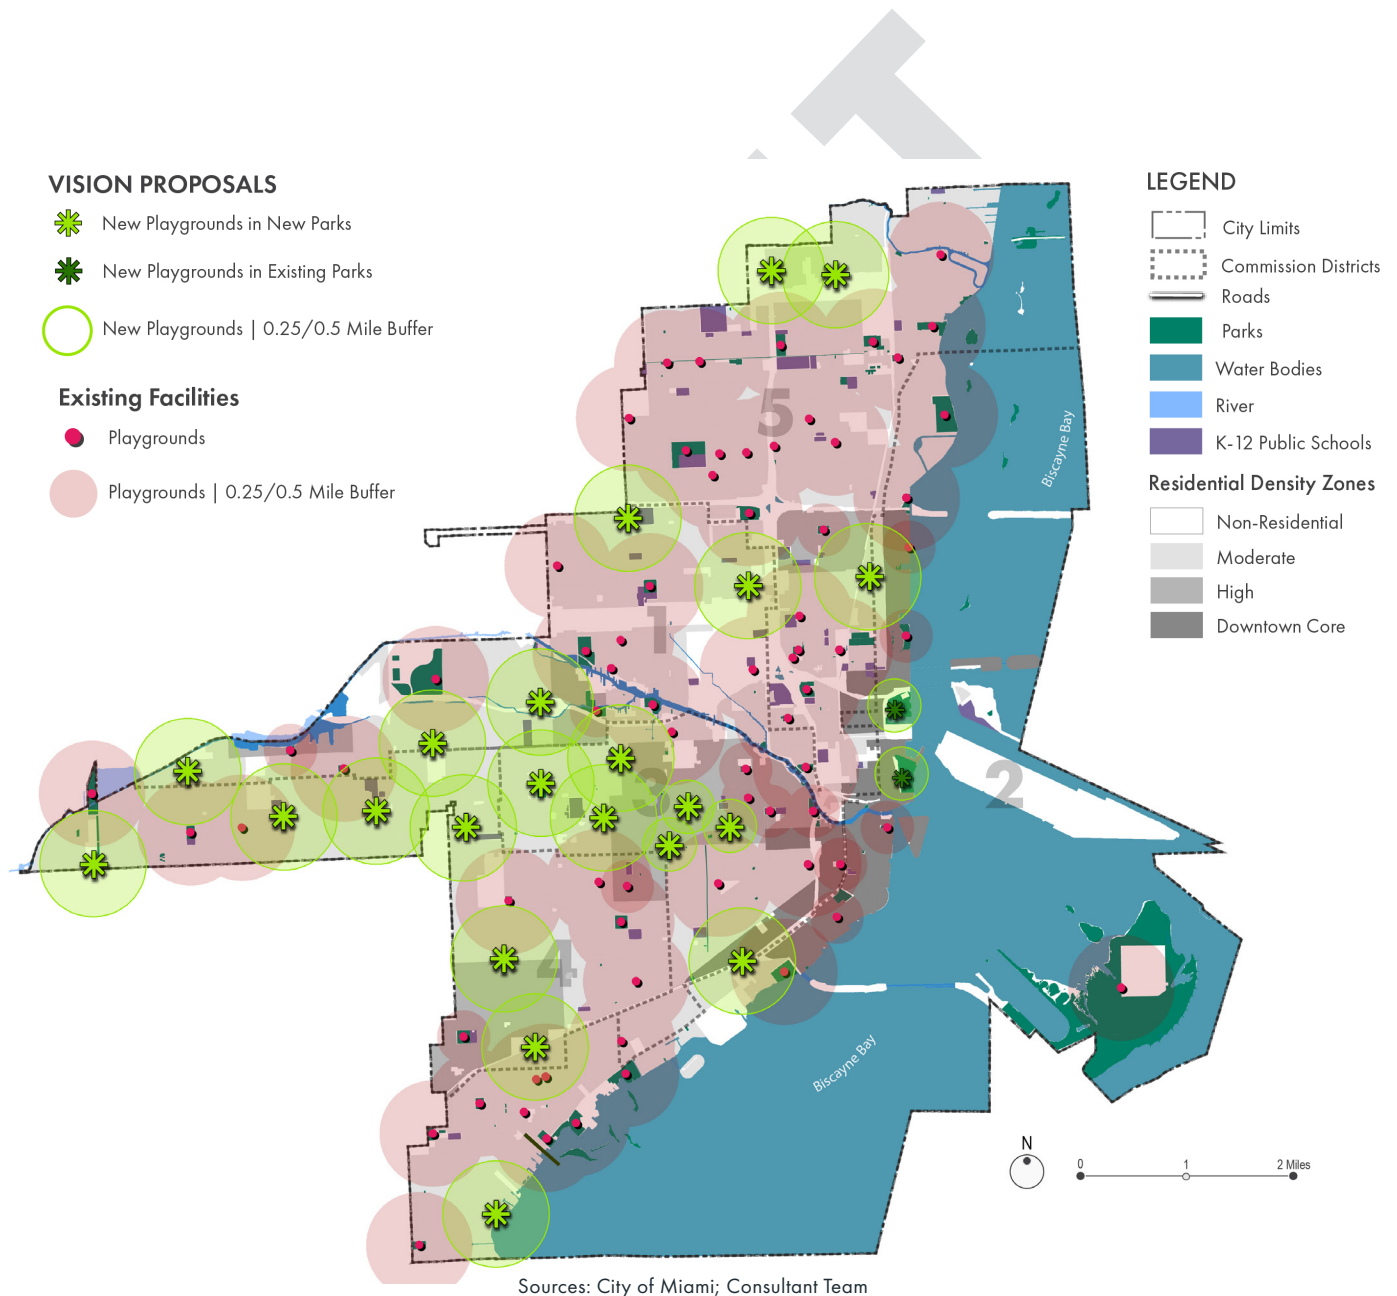 VISION PROPOSALS
New Playgrounds in New Parks
New Playgrounds in Existing Parks
New Playgrounds | 0.25/0.5 Mile Buffer
Existing Facilities
Playgrounds
Playgrounds | 0.25/0.5 Mile Buffer
LEGEND
City Limits
Commission Districts
Roads
Parks
Water Bodies
River
K-12 Public Schools
Residential Density Zones
Non-Residential
Moderate
High
Downtown Core
5
Biscayne Bay
1
3
2
4
Biscayne Bay
N
0 1 2 Miles
Sources: City of Miami; Consultant Team